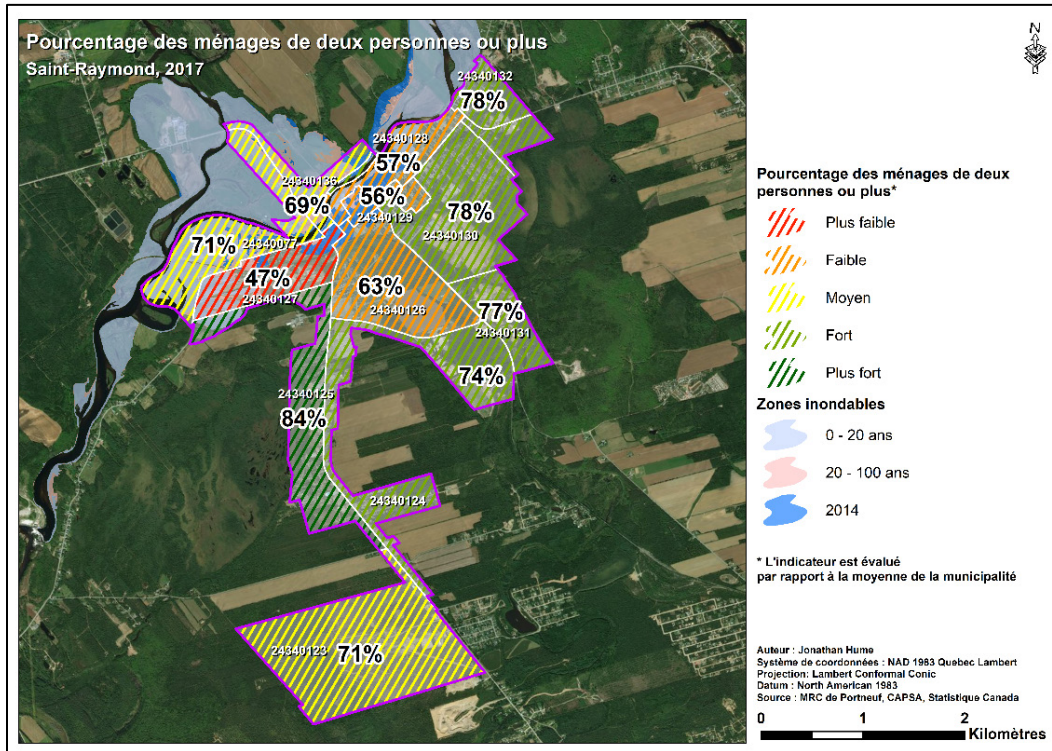 Pourcentage des ménages de deux personnes ou plus
Saint-Raymond, 2017
N
24340132
78%
24340128
57%
24340136
69%
56%
24340129
78%
24340130
24340077
71%
47%
24340127
63%
24340126
77%
24340131
74%
24340125
84%
24340124
24340123
71%
Pourcentage des ménages de deux
personnes ou plus*
Plus faible
Faible
Moyen
Fort
Plus fort
Zones inondables
0 - 20 ans
20 - 100 ans
2014
* L'indicateur est évalué
par rapport à la moyenne de la municipalité
Auteur : Jonathan Hume
Système de coordonnées : NAD 1983 Quebec Lambert
Projection: Lambert Conformal Conic
Datum : North American 1983
Source : MRC de Portneuf, CAPSA, Statistique Canada
0 1 2
Kilomètres